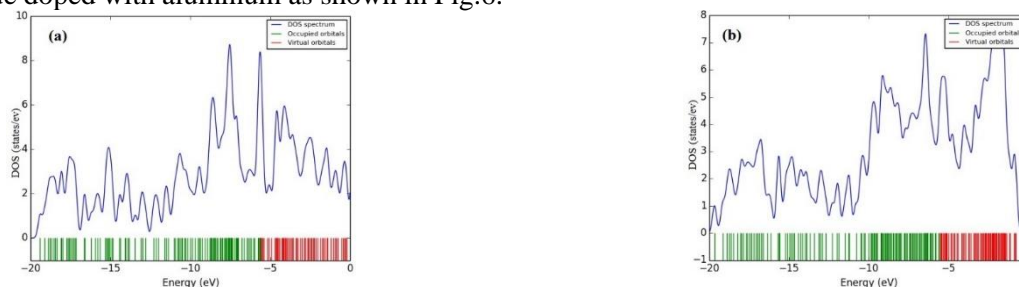 doped with aluminum as shown in Fig.6.
(a)
DOS spectrum
Occupied orbitals
Virtual orbitals
10
8
6
4
2
0
DOS (states/ev)
−20
−15
−10
−5
0
Energy (eV)
(b)
DOS spectrum
Occupied orbital
Virtual orbitals
8
7
6
5
4
3
2
1
0
−1
DOS (states/ev)
−20
−15
−10
−5
Energy (eV)